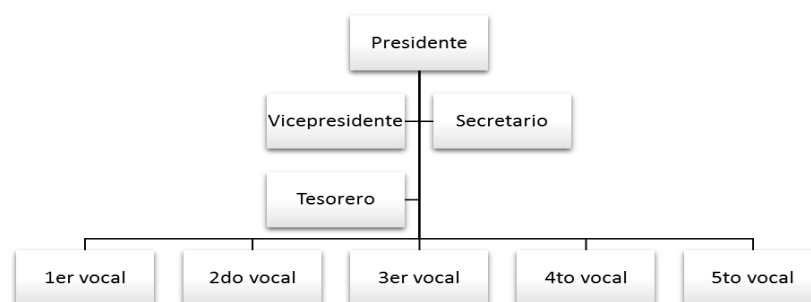 Presidente
Vicepresidente
Secretario
Tesorero
1er vocal
2do vocal
3er vocal
4to vocal
5to vocal